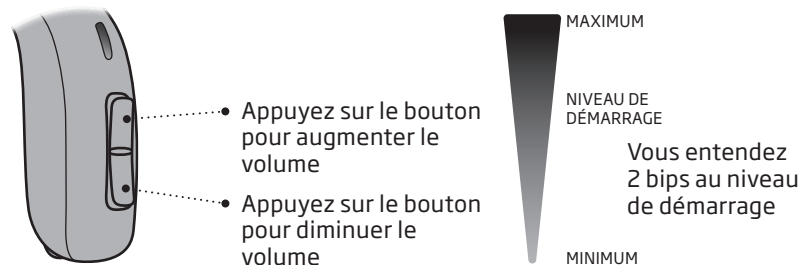 Appuyez sur le bouton
pour augmenter le
volume
Appuyez sur le bouton
pour diminuer le
volume
MAXIMUM
NIVEAU DE
DÉMARRAGE
Vous entendez
2 bips au niveau
de démarrage
MINIMUM